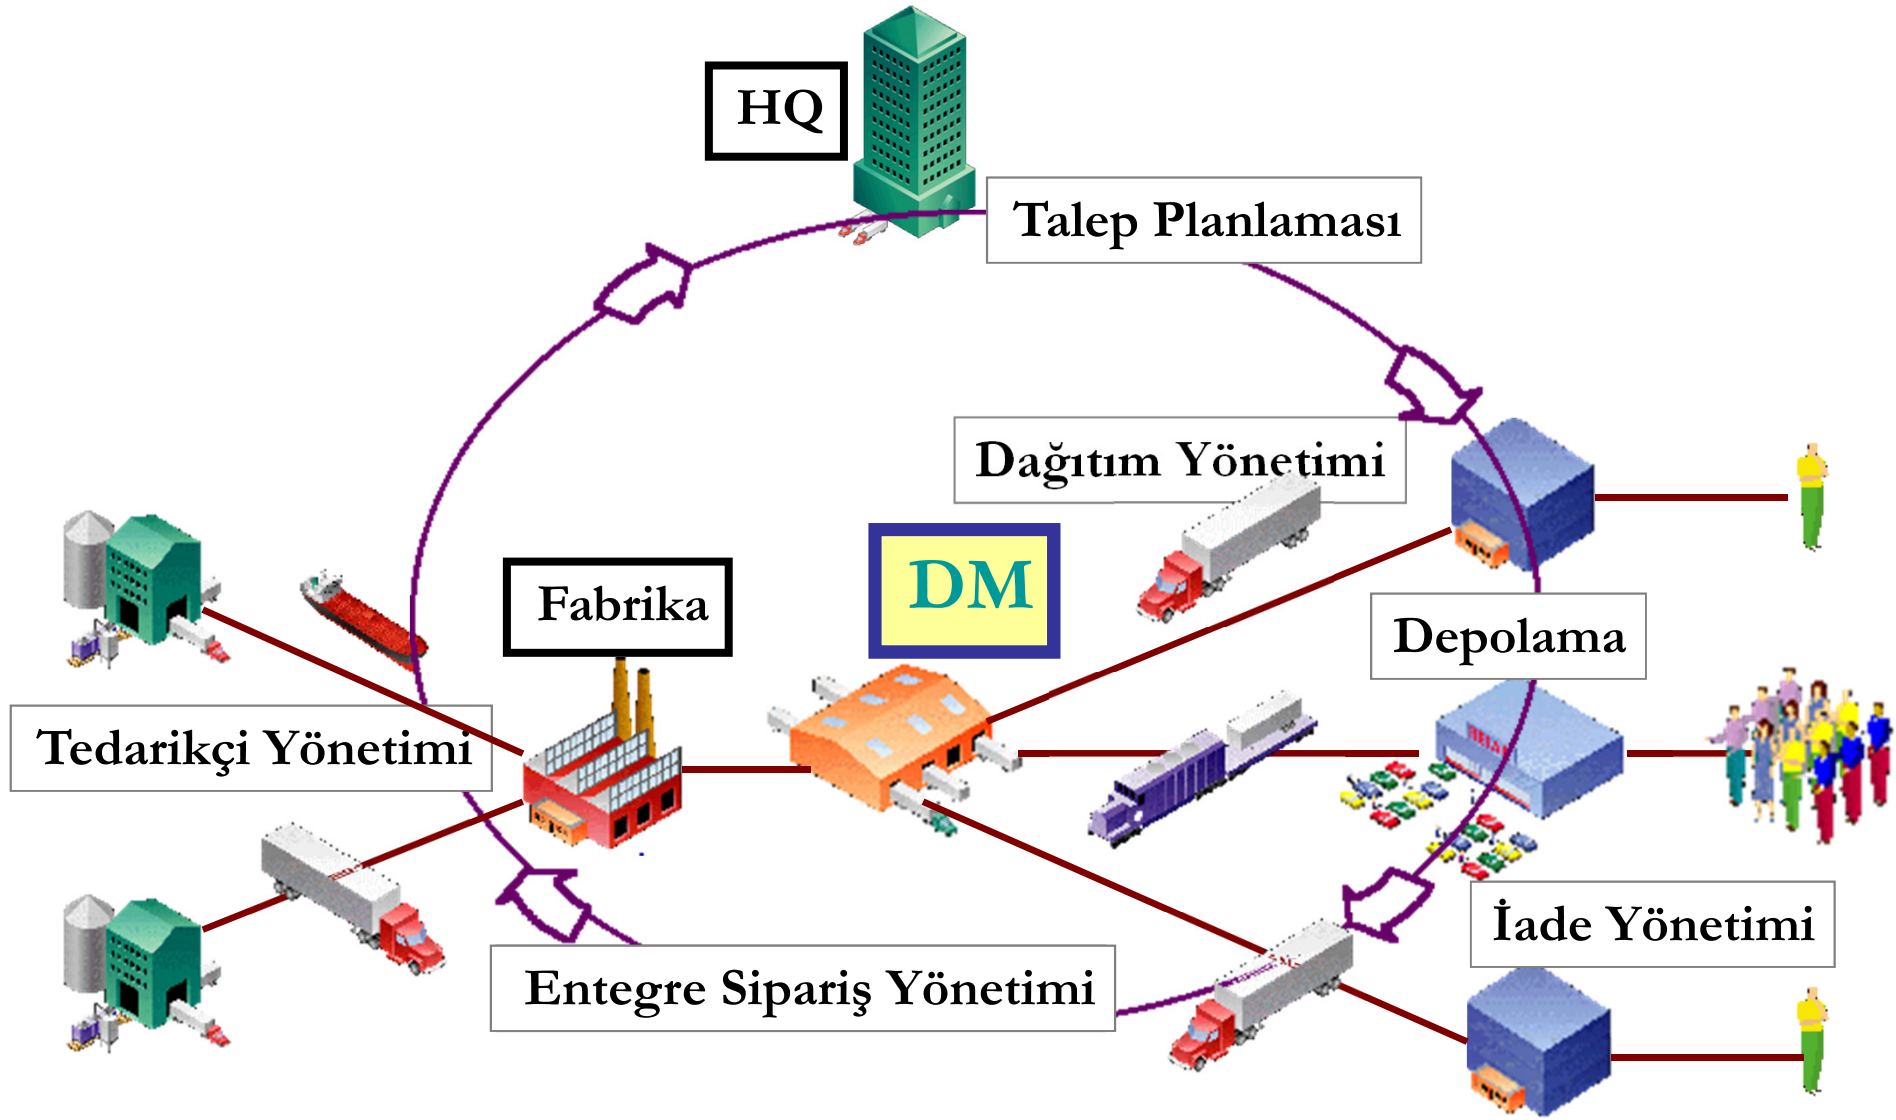 HQ
Talep Planlaması
Dağıtım Yönetimi
DM
Fabrika
Depolama
Tedarikçi Yönetimi
İade Yönetimi
Entegre Sipariş Yönetimi